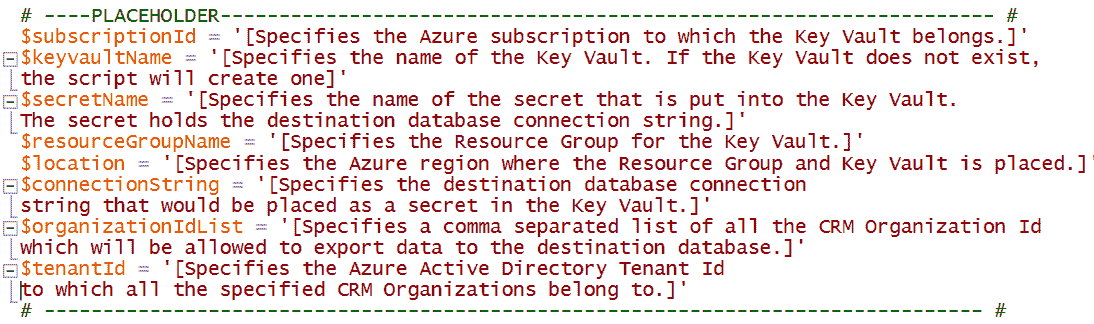 # ----PLACEHOLDER------------------------------------------------------------------ #
$subscriptionId = '[Specifies the Azure subscription to which the Key Vault belongs.]'
$keyvaultName = '[Specifies the name of the Key Vault. If the Key Vault does not exist,
the script will create one]'
$secretName = '[Specifies the name of the secret that is put into the Key Vault.
The secret holds the destination database connection string.]'
$resourceGroupName = '[Specifies the Resource Group for the Key Vault.]'
$location = '[Specifies the Azure region where the Resource Group and Key Vault is placed.]'
$connectionString = '[Specifies the destination database connection
string that would be placed as a secret in the Key Vault.]'
$organizationIdList = '[Specifies a comma separated list of all the CRM Organization Id
which will be allowed to export data to the destination database.]'
$tenantId = '[Specifies the Azure Active Directory Tenant Id
to which all the specified CRM Organizations belong to.]'
# -------------------------------------------------------------------------------- #